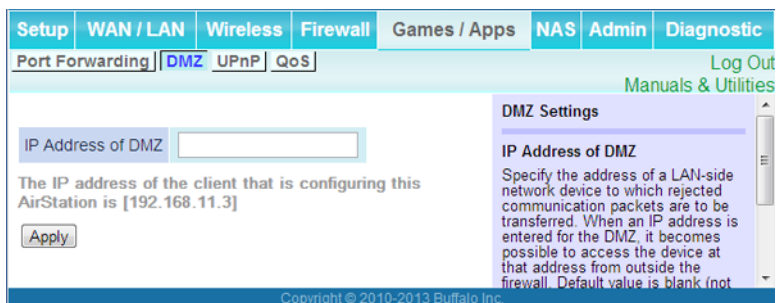 Setup WAN / LAN Wireless Firewall Games / Apps NAS Admin Diagnostic
Port Forwarding DMZ UPnP QoS
Log Out
Manuals & Utilities
IP Address of DMZ
The IP address of the client that is configuring this
AirStation is [192.168.11.3]
Apply
DMZ Settings
IP Address of DMZ
Specify the address of a LAN-side
network device to which rejected
communication packets are to be
transferred. When an IP address is
entered for the DMZ, it becomes
possible to access the device at
that address from outside the
firewall. Default value is blank (not
Copyright © 2010-2013 Buffalo Inc.